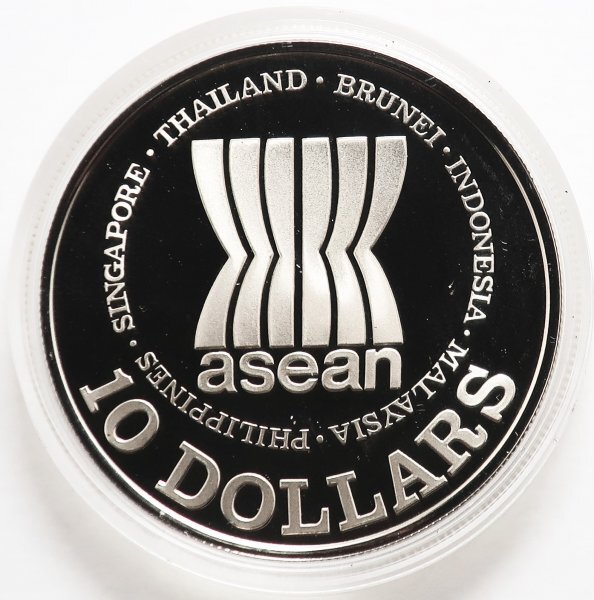 SINGAPORE · THAILAND · BRUNEI · INDONESIA · MALAYSIA · PHILIPPINES ·
asean
10 DOLLARS